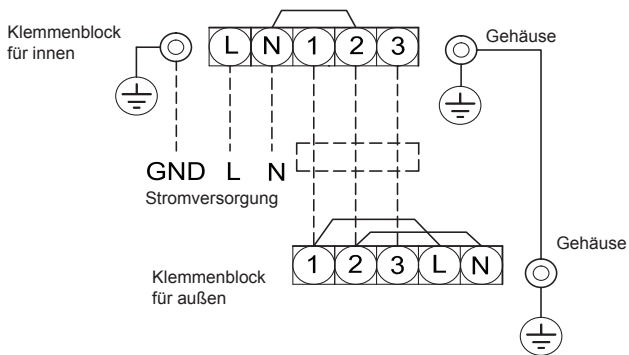 Klemmenblock
für innen
L N 1 2 3
Gehäuse
GND L N
Stromversorgung
1 2 3 L N
Gehäuse
Klemmenblock
für außen